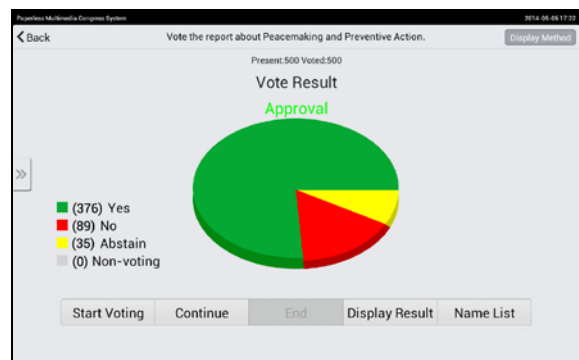 Paperless Multimedia Congress System 2014-05-06 17:22
Back Vote the report about Peacemaking and Preventive Action. Display Method
Present:500 Voted:500
Vote Result
Approval
(376) Yes
(89) No
(35) Abstain
(0) Non-voting
Start Voting Continue End Display Result Name List